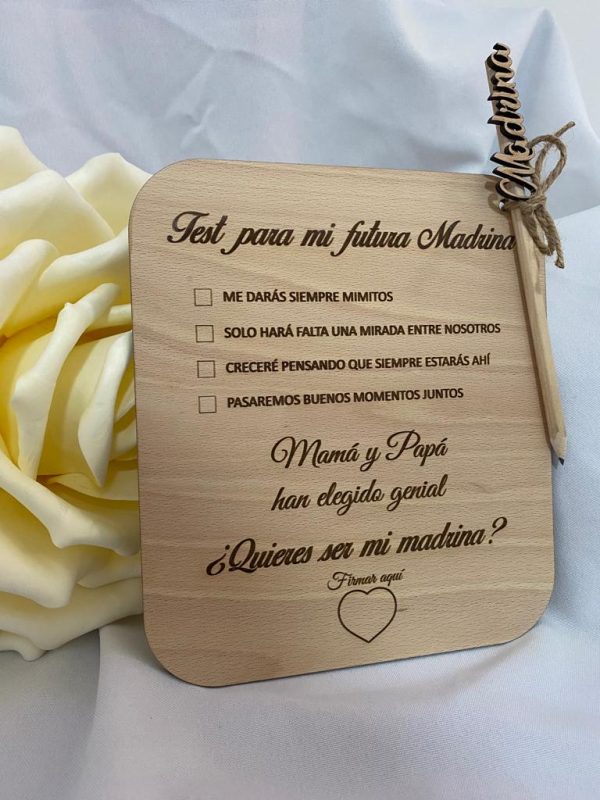 Madrina
Test para mi futura Madrina
ME DARÁS SIEMPRE MIMITOS
SOLO HARÁ FALTA UNA MIRADA ENTRE NOSOTROS
CRECERÉ PENSANDO QUE SIEMPRE ESTARÁS AHÍ
PASAREMOS BUENOS MOMENTOS JUNTOS
Mamá y Papá
han elegido genial
¿Quieres ser mi madrina?
Firmar aquí